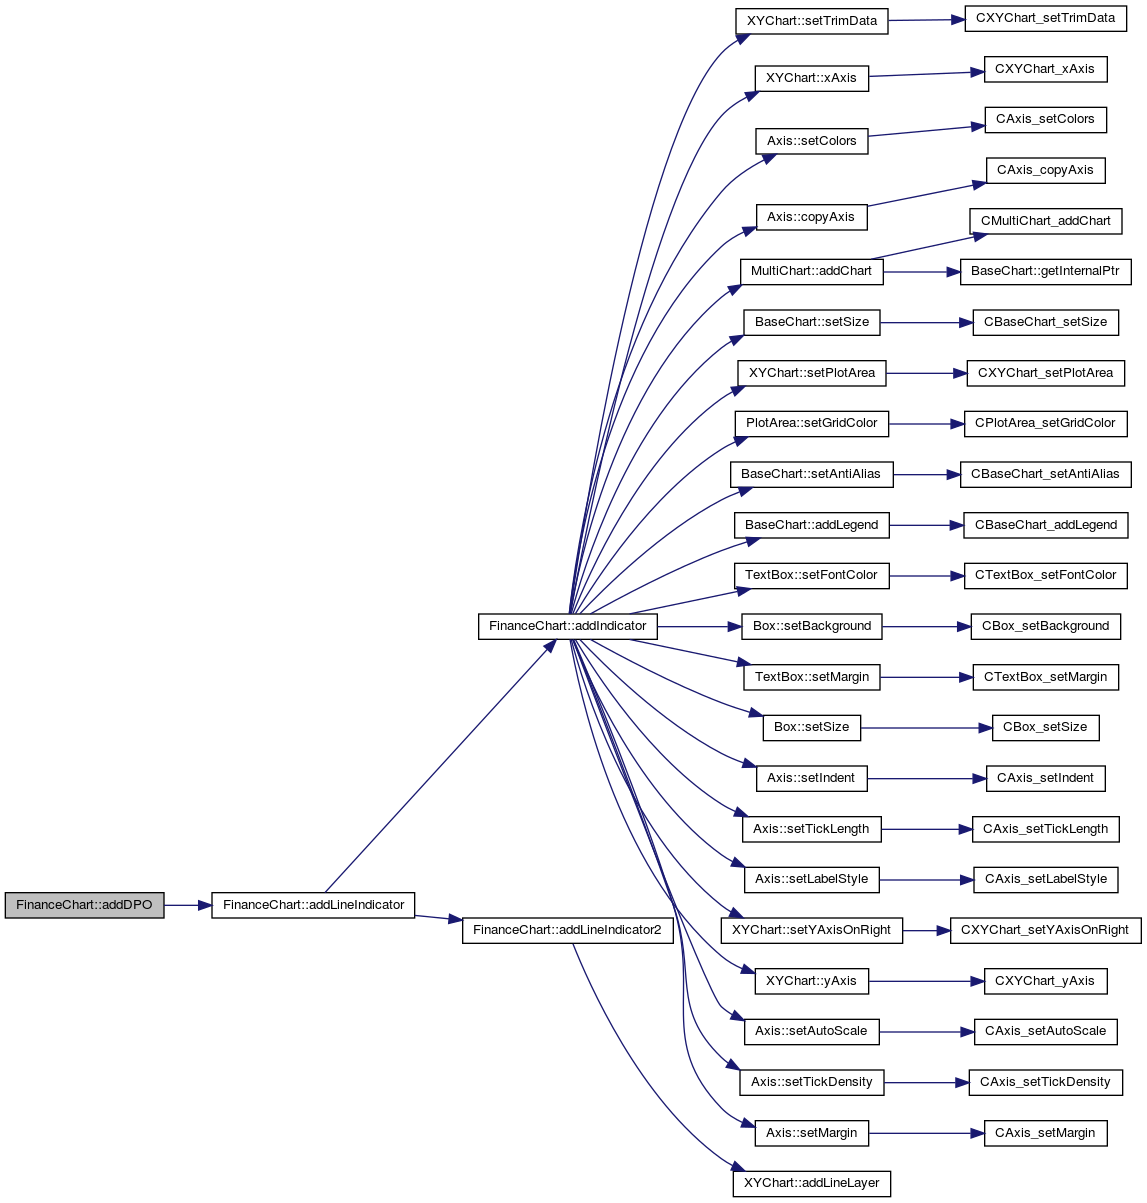 XYChart::setTrimData
CXYChart_setTrimData
XYChart::xAxis
CXYChart_xAxis
Axis::setColors
CAxis_setColors
Axis::copyAxis
CAxis_copyAxis
MultiChart::addChart
CMultiChart_addChart
BaseChart::getInternalPtr
BaseChart::setSize
CBaseChart_setSize
XYChart::setPlotArea
CXYChart_setPlotArea
PlotArea::setGridColor
CPlotArea_setGridColor
BaseChart::setAntiAlias
CBaseChart_setAntiAlias
BaseChart::addLegend
CBaseChart_addLegend
TextBox::setFontColor
CTextBox_setFontColor
FinanceChart::addIndicator
Box::setBackground
CBox_setBackground
TextBox::setMargin
CTextBox_setMargin
Box::setSize
CBox_setSize
Axis::setIndent
CAxis_setIndent
Axis::setTickLength
CAxis_setTickLength
Axis::setLabelStyle
CAxis_setLabelStyle
FinanceChart::addDPO
FinanceChart::addLineIndicator
FinanceChart::addLineIndicator2
XYChart::setYAxisOnRight
CXYChart_setYAxisOnRight
XYChart::yAxis
CXYChart_yAxis
Axis::setAutoScale
CAxis_setAutoScale
Axis::setTickDensity
CAxis_setTickDensity
Axis::setMargin
CAxis_setMargin
XYChart::addLineLayer